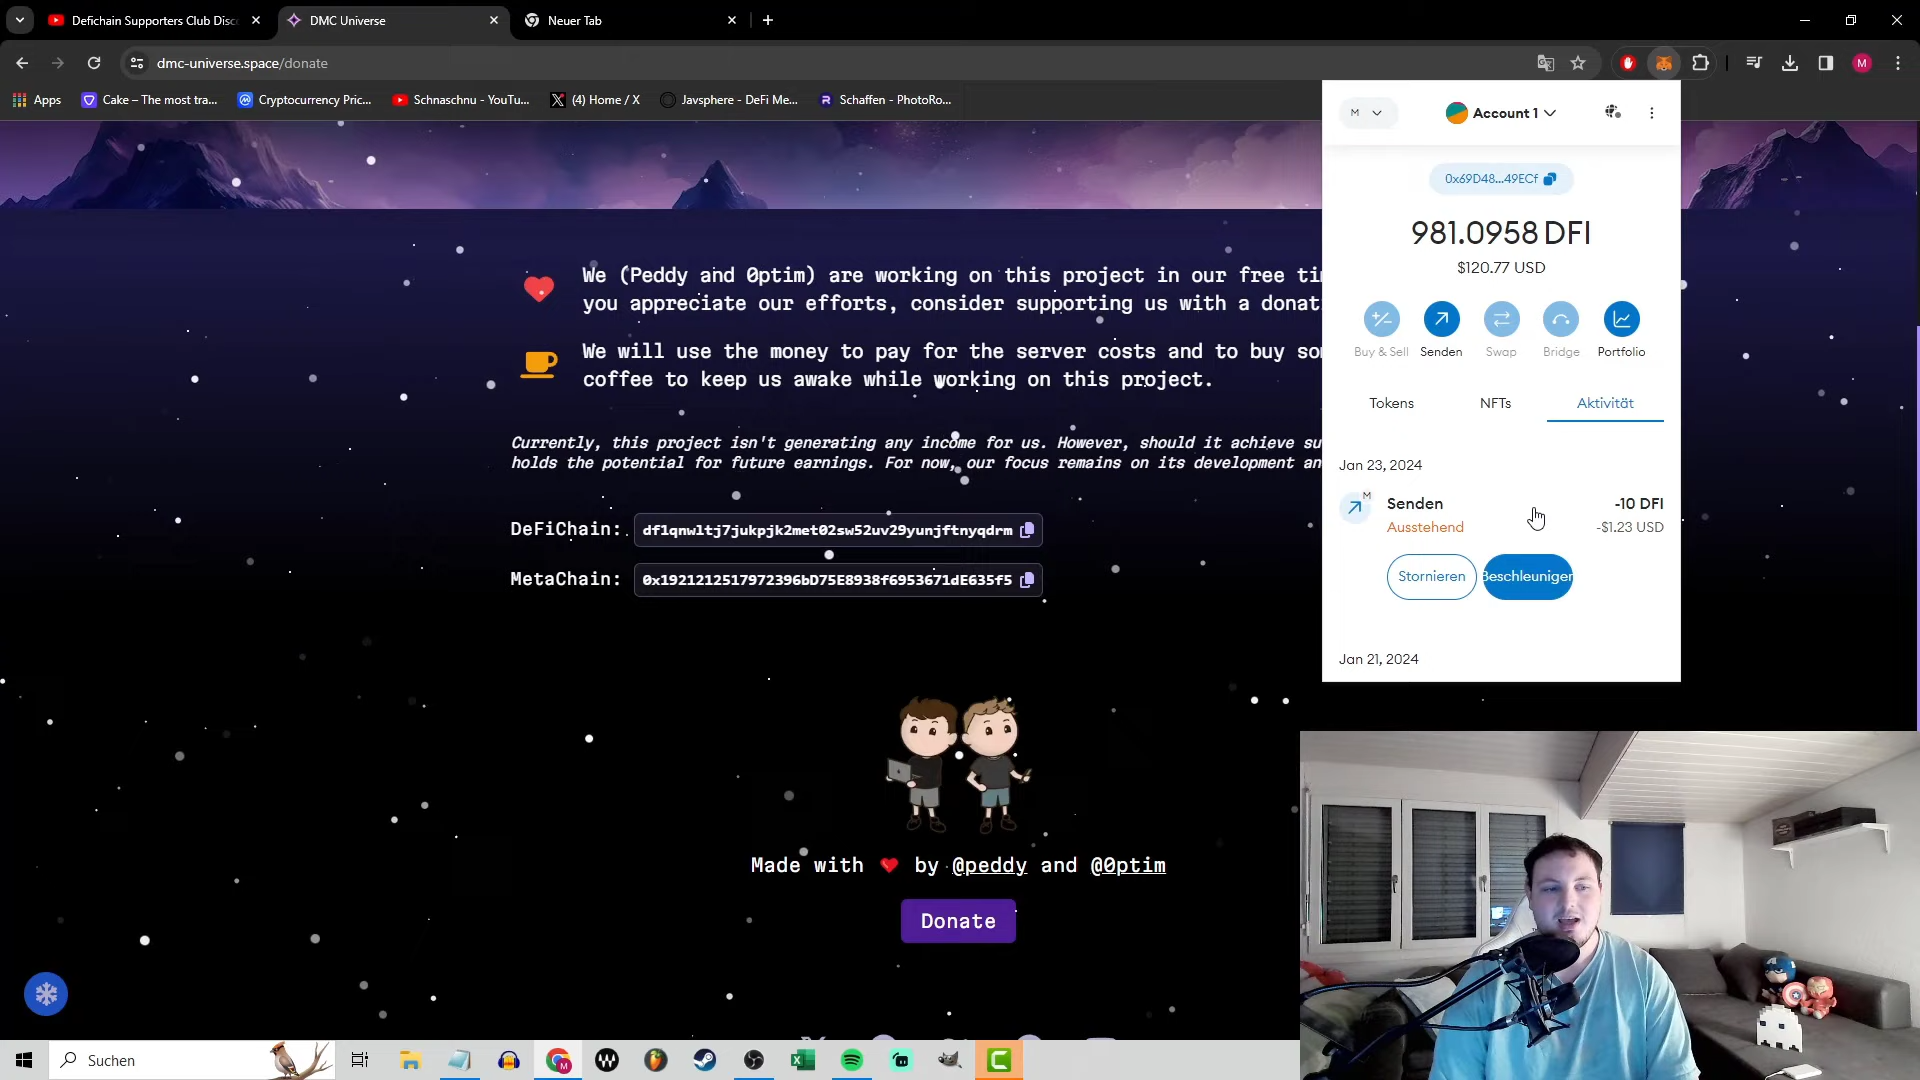 Defichain Supporters Club Disc
DMC Universe
Neuer Tab
dmc-universe.space/donate
M
Apps
Cake – The most tra...
Cryptocurrency Pric...
Schnaschnu - YouTu...
(4) Home / X
Javsphere - DeFi Me...
Schaffen - PhotoRo...
M
Account 1
0x69D48...49ECf
981.0958 DFI
$120.77 USD
Buy & Sell
Senden
Swap
Bridge
Portfolio
Tokens
NFTs
Aktivität
Jan 23, 2024
M
Senden
-10 DFI
Ausstehend
-$1.23 USD
Stornieren
Beschleuniger
Jan 21, 2024
We (Peddy and 0ptim) are working on this project in our free
you appreciate our efforts, consider supporting us with a
We will use the money to pay for the server costs and to buy
coffee to keep us awake while working on this project.
Currently, this project isn't generating any income for us. However, should it achieve
holds the potential for future earnings. For now, our focus remains on its development
DeFiChain:
df1qnwltj7jukpjk2met02sw52uv29yunjftnyqdrm
MetaChain:
0x1921212517972396bD75E8938f6953671dE635f5
Made with ❤ by @peddy and @0ptim
Donate
Suchen